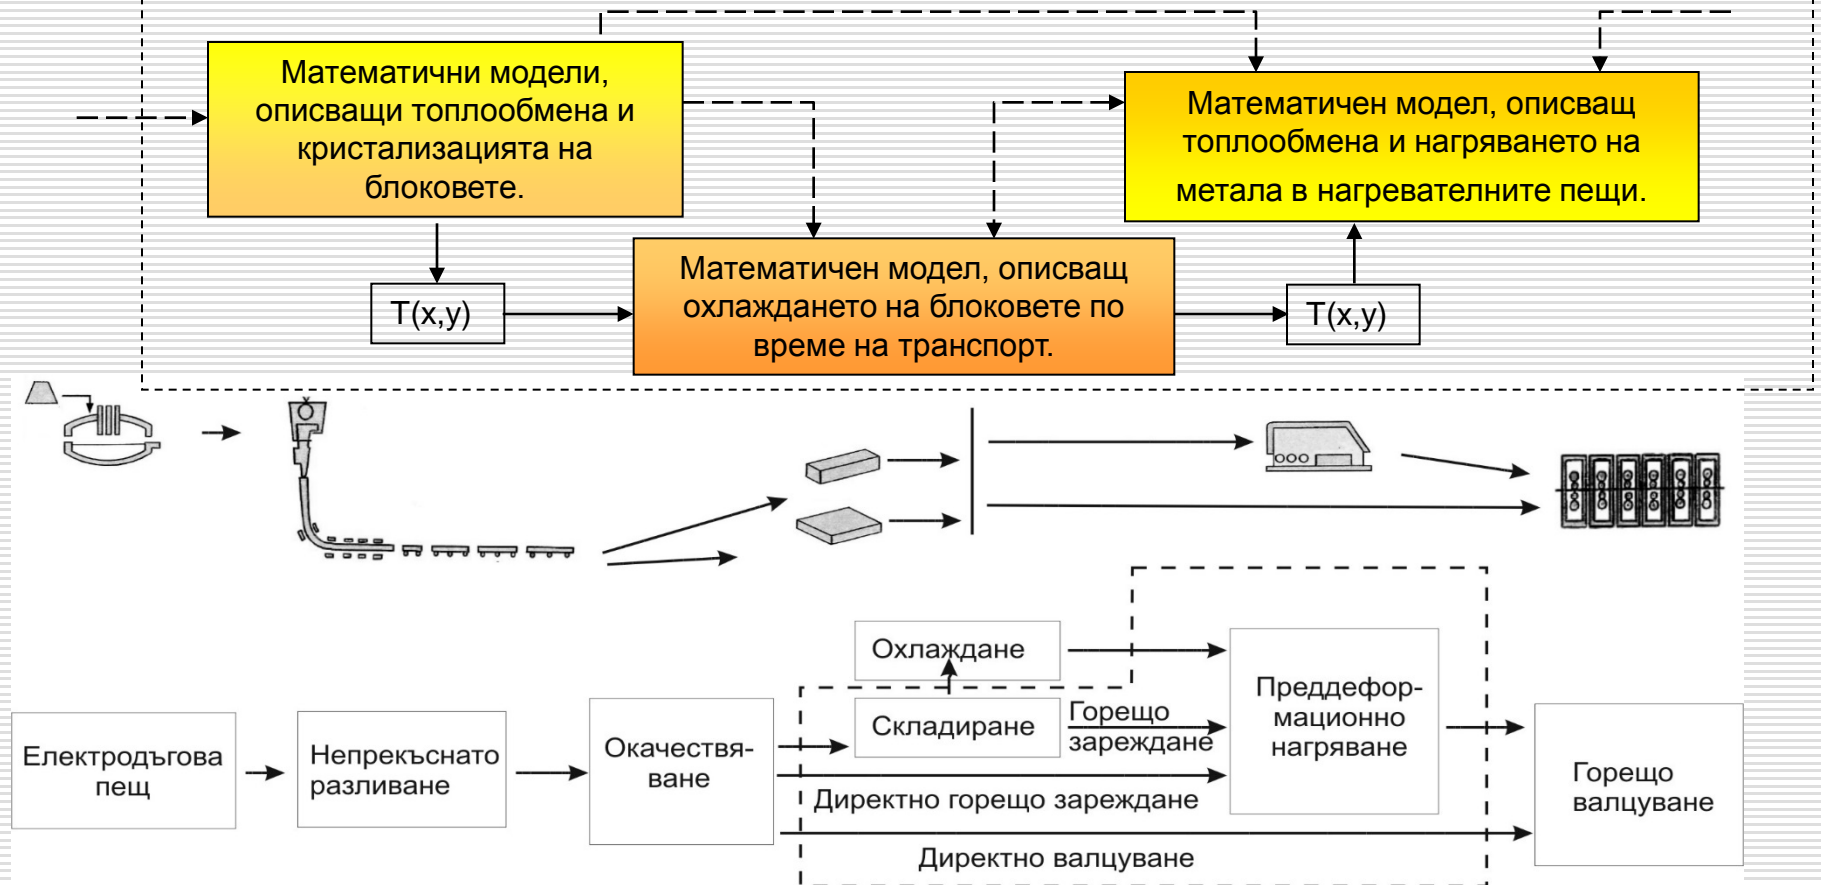 Математични модели,
описващи топлообмена и
кристализацията на
блоковете.
Математичен модел, описващ
топлообмена и нагряването на
метала в нагревателните пещи.
Математичен модел, описващ
охлаждането на блоковете по
време на транспорт.
T(x,y)
T(x,y)
Електродъгова
пещ
Непрекъснато
разливане
Окачествя-
ване
Охлаждане
Складиране
Горещо
зареждане
Директно горещо зареждане
Директно валцуване
Преддефор-
мационно
нагряване
Горещо
валцуване